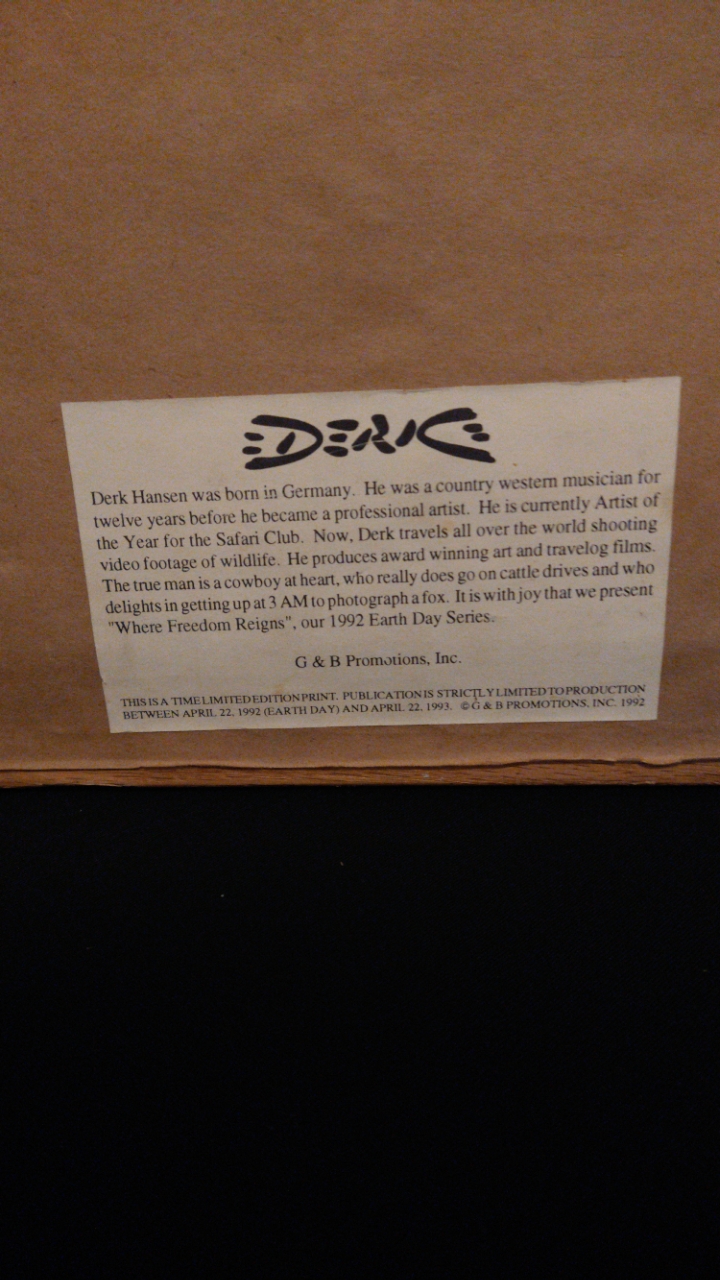 DERK
Derk Hansen was born in Germany. He was a country western musician for
twelve years before he became a professional artist. He is currently Artist of
the Year for the Safari Club. Now, Derk travels all over the world shooting
video footage of wildlife. He produces award winning art and travelog films.
The true man is a cowboy at heart, who really does go on cattle drives and who
delights in getting up at 3 AM to photograph a fox. It is with joy that we present
"Where Freedom Reigns", our 1992 Earth Day Series.
G & B Promotions, Inc.
THIS IS A TIME LIMITED EDITION PRINT. PUBLICATION IS STRICTLY LIMITED TO PRODUCTION
BETWEEN APRIL 22, 1992 (EARTH DAY) AND APRIL 22, 1993. © G & B PROMOTIONS, INC. 1992